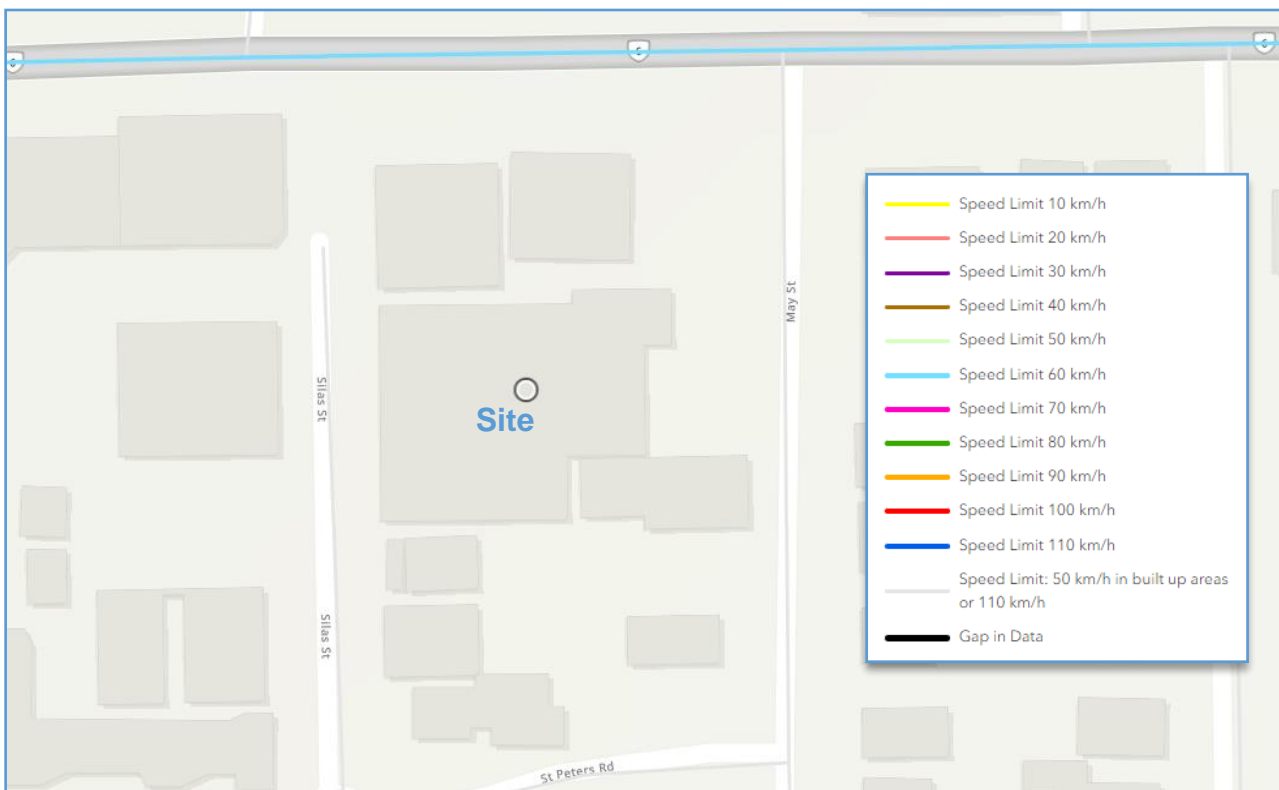 6
6
6
May St
Silas St
Site
Silas St
St Peters Rd
Speed Limit 10 km/h
Speed Limit 20 km/h
Speed Limit 30 km/h
Speed Limit 40 km/h
Speed Limit 50 km/h
Speed Limit 60 km/h
Speed Limit 70 km/h
Speed Limit 80 km/h
Speed Limit 90 km/h
Speed Limit 100 km/h
Speed Limit 110 km/h
Speed Limit: 50 km/h in built up areas
or 110 km/h
Gap in Data